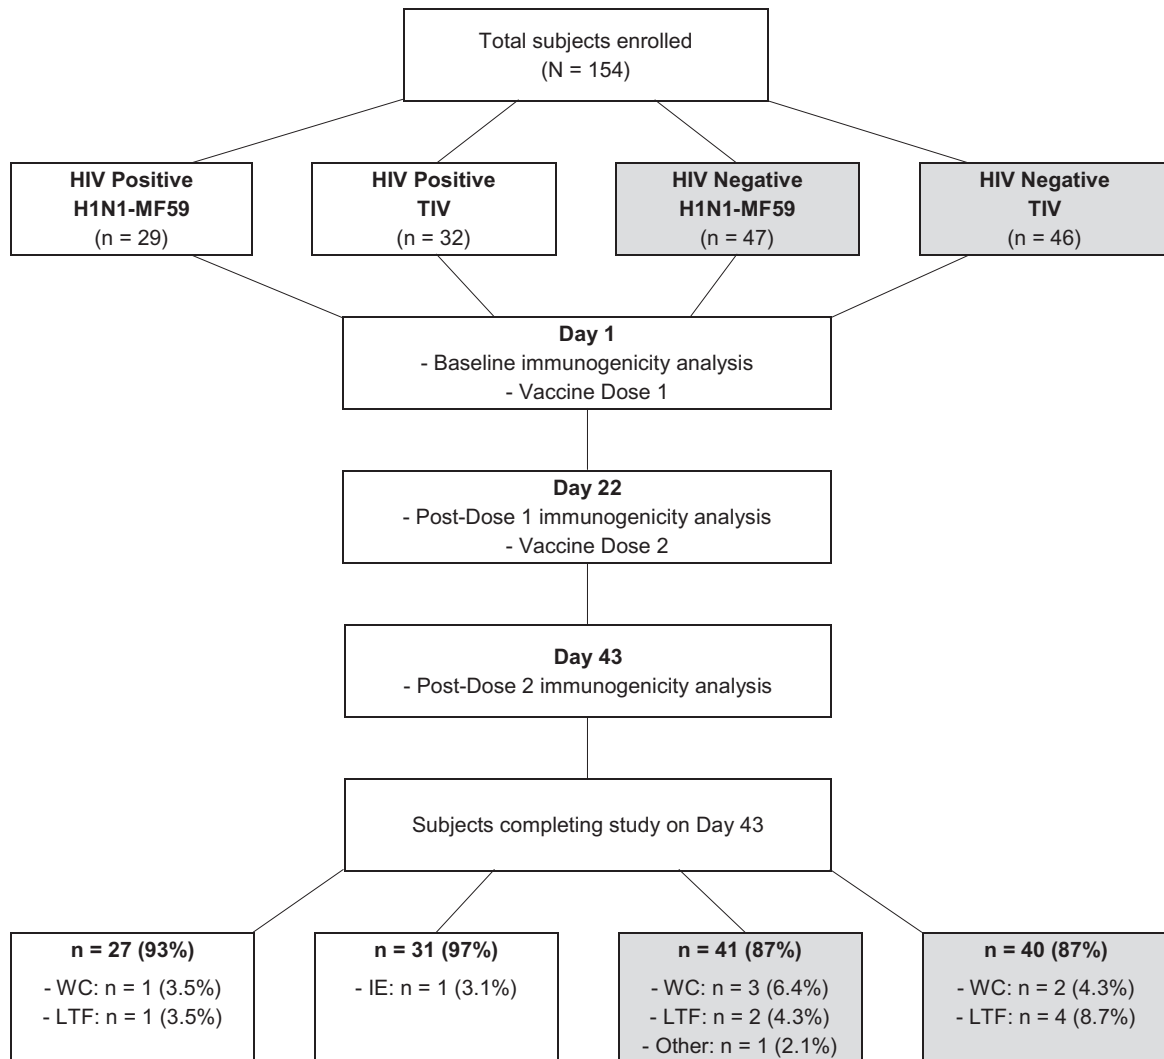 Total subjects enrolled
(N = 154)
HIV Positive
H1N1-MF59
(n = 29)
HIV Positive
TIV
(n = 32)
HIV Negative
H1N1-MF59
(n = 47)
HIV Negative
TIV
(n = 46)
Day 1
- Baseline immunogenicity analysis
- Vaccine Dose 1
Day 22
- Post-Dose 1 immunogenicity analysis
- Vaccine Dose 2
Day 43
- Post-Dose 2 immunogenicity analysis
Subjects completing study on Day 43
n = 27 (93%)
- WC: n = 1 (3.5%)
- LTF: n = 1 (3.5%)
n = 31 (97%)
- IE: n = 1 (3.1%)
n = 41 (87%)
- WC: n = 3 (6.4%)
- LTF: n = 2 (4.3%)
- Other: n = 1 (2.1%)
n = 40 (87%)
- WC: n = 2 (4.3%)
- LTF: n = 4 (8.7%)